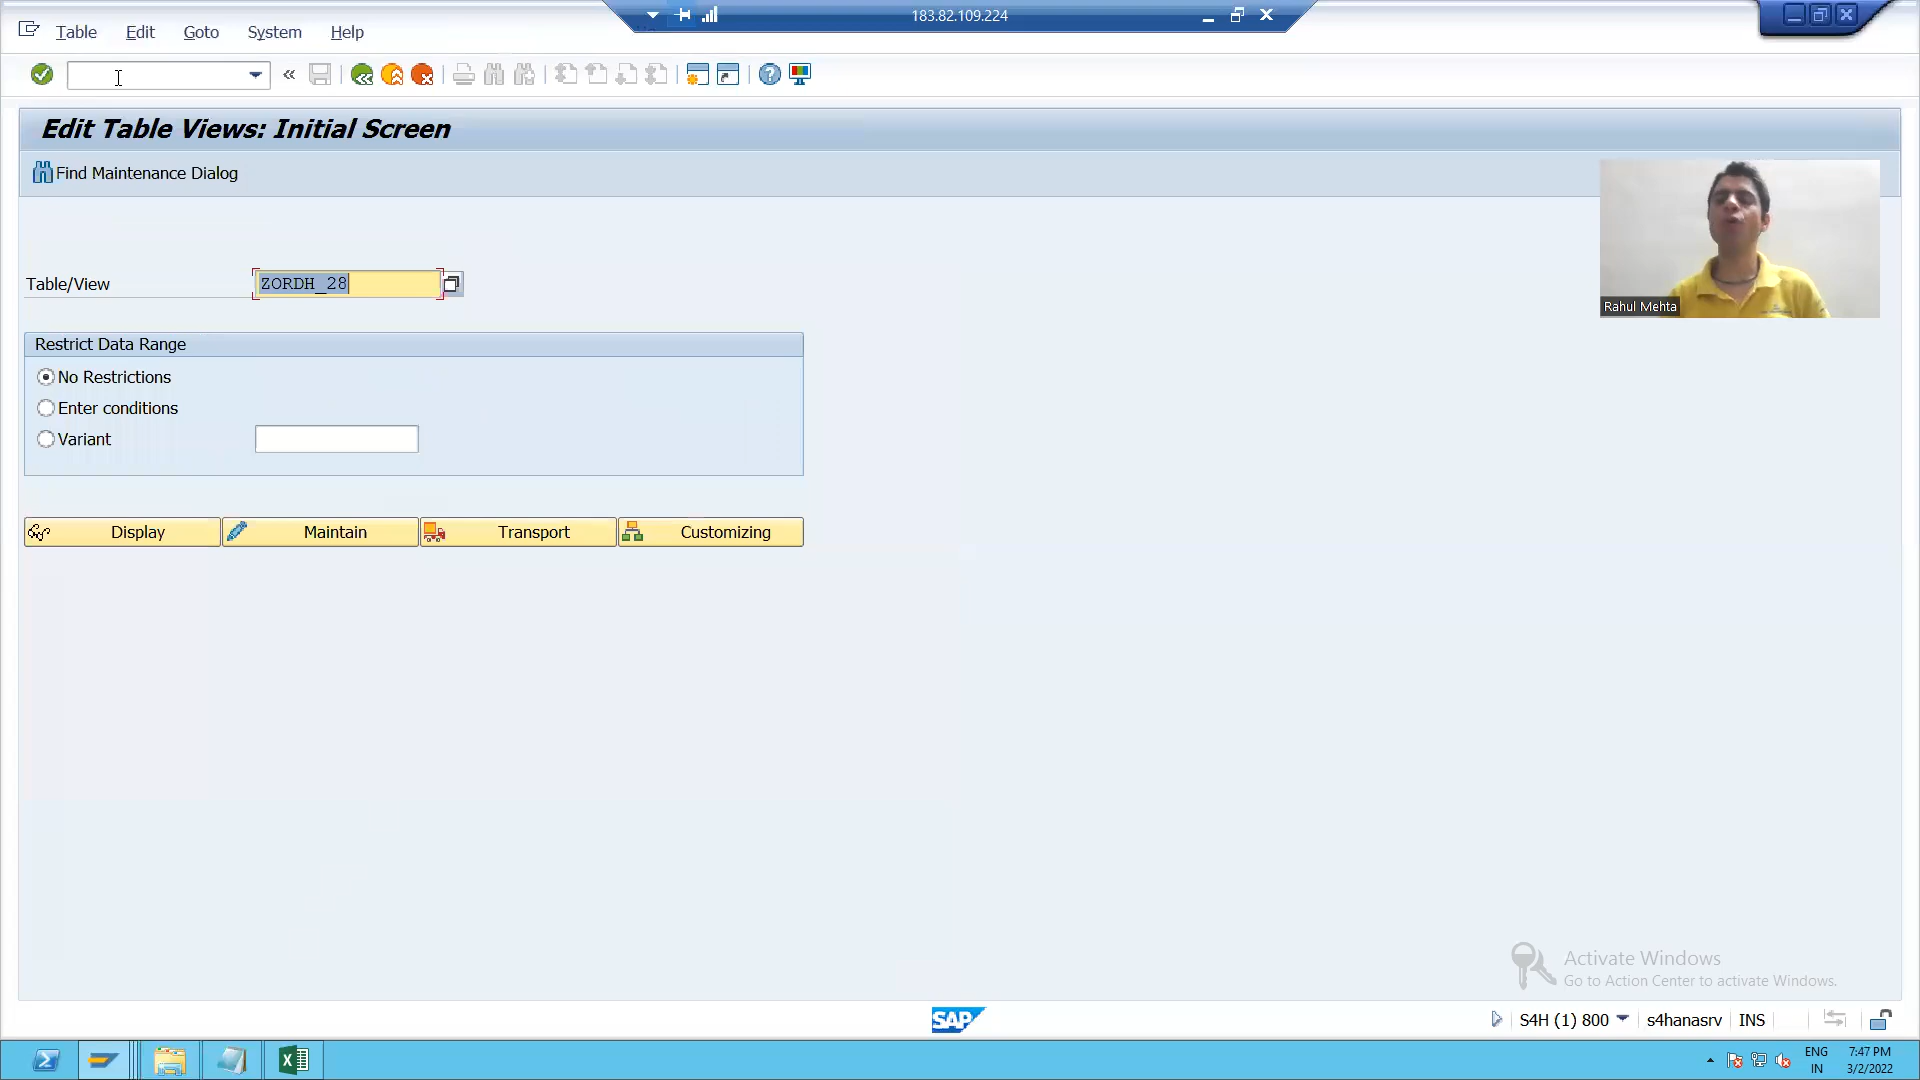 183.82.109.224
Table Edit Goto System Help
Edit Table Views: Initial Screen
Find Maintenance Dialog
Table/View ZORDH_28
Rahul Mehta
Restrict Data Range
No Restrictions
Enter conditions
Variant
Display Maintain Transport Customizing
Activate Windows
Go to Action Center to activate Windows.
SAP
S4H (1) 800 s4hanasrv INS
ENG 7:47 PM
IN 3/2/2022